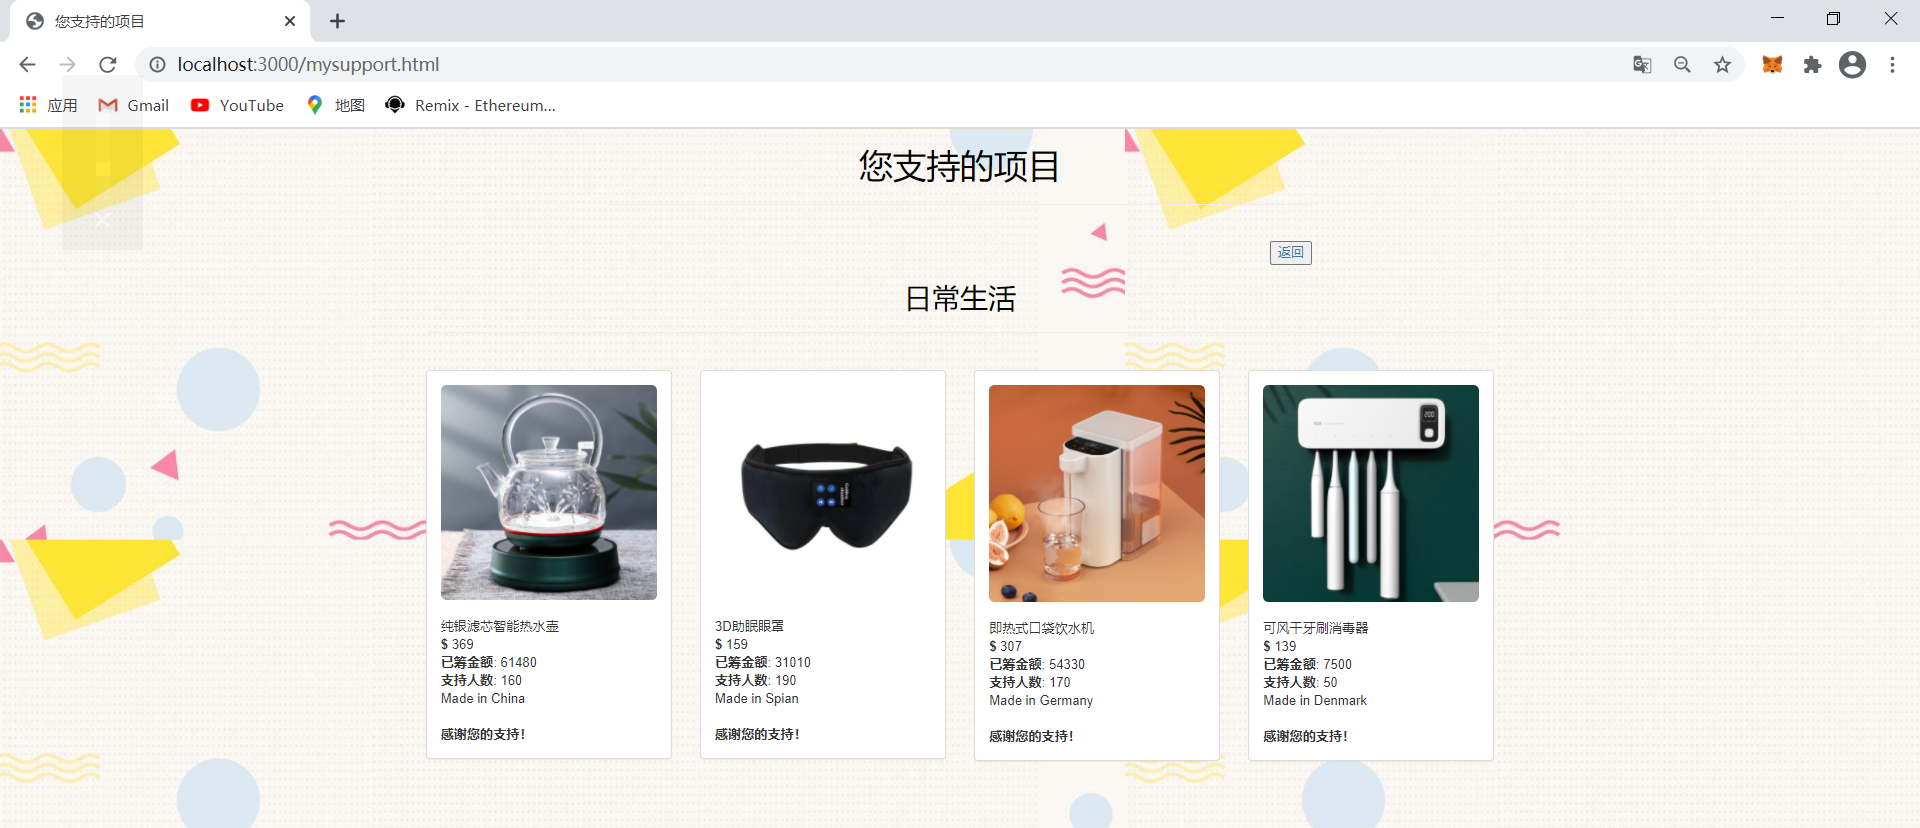 您支持的项目
localhost:3000/mysupport.html
应用
Gmail
YouTube
地图
Remix - Ethereum...
您支持的项目
返回
日常生活
纯银滤芯智能热水壶
$ 369
已筹金额: 61480
支持人数: 160
Made in China
感谢您的支持!
3D助眠眼罩
$ 159
已筹金额: 31010
支持人数: 190
Made in Spian
感谢您的支持!
即热式口袋饮水机
$ 307
已筹金额: 54330
支持人数: 170
Made in Germany
感谢您的支持!
200
可风干牙刷消毒器
$ 139
已筹金额: 7500
支持人数: 50
Made in Denmark
感谢您的支持!